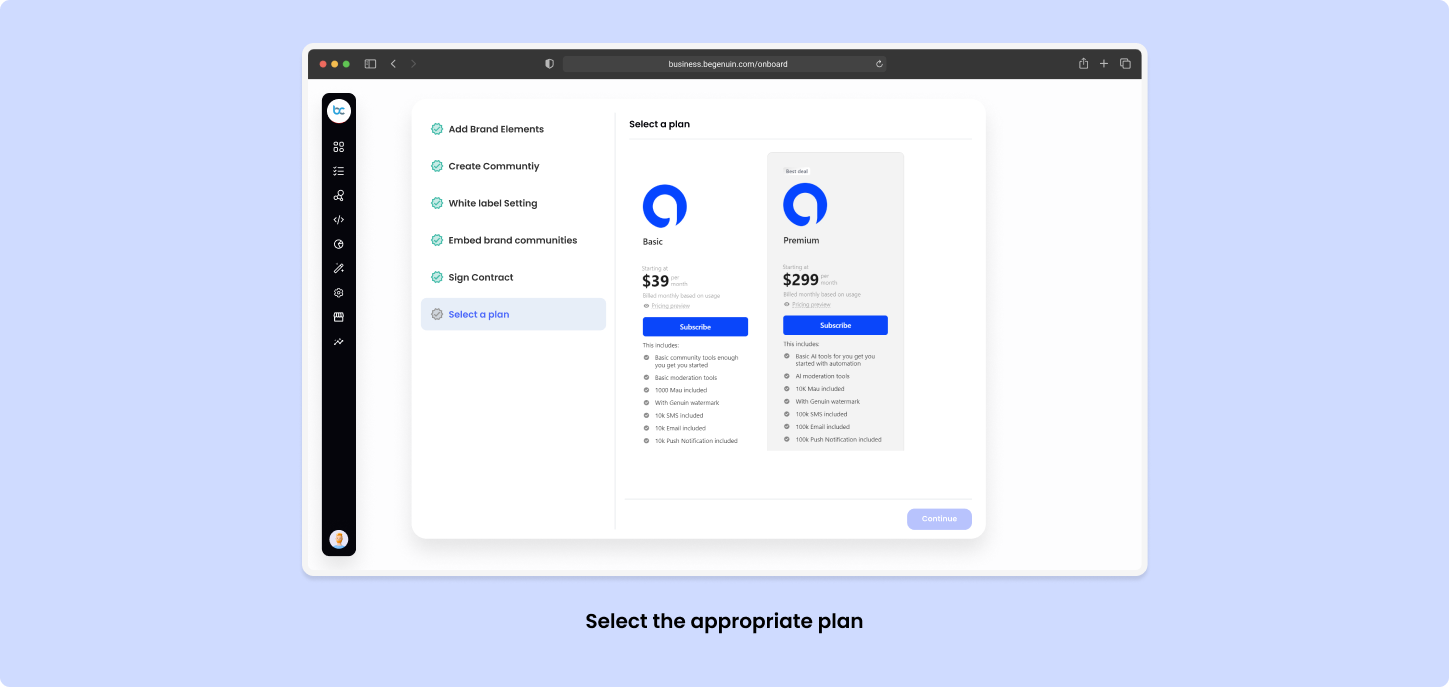 business.begenuin.com/onboard
bc
Add Brand Elements
Create Communtiy
White label Setting
Embed brand communities
Sign Contract
Select a plan
Select a plan
Basic
Starting at
$39 per
month
Billed monthly based on usage
Pricing preview
Subscribe
This includes:
Basic community tools enough
you get you started
Basic moderation tools
1000 Mau included
With Genuin watermark
10k SMS included
10k Email included
10k Push Notification included
Best deal
Premium
Starting at
$299 per
month
Billed monthly based on usage
Pricing preview
Subscribe
This includes:
Basic AI tools for you get you
started with automation
AI moderation tools
10K Mau included
With Genuin watermark
100k SMS included
100k Email included
100k Push Notification included
Continue
Select the appropriate plan